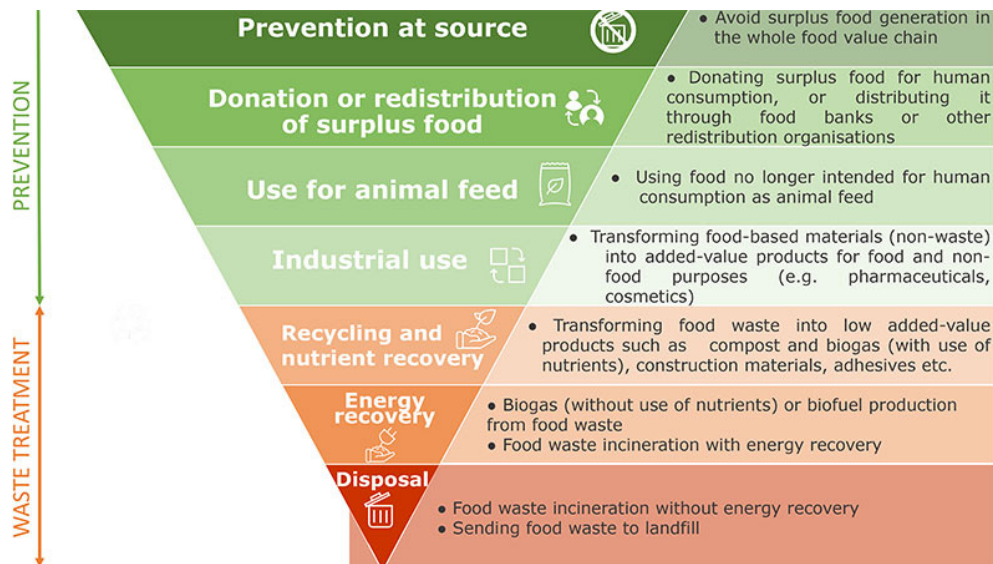 PREVENTION
WASTE TREATMENT
Prevention at source
● Avoid surplus food generation in
the whole food value chain
Donation or redistribution
of surplus food
● Donating surplus food for human
consumption, or distributing it
through food banks or other
redistribution organisations
Use for animal feed
● Using food no longer intended for human
consumption as animal feed
Industrial use
● Transforming food-based materials (non-waste)
into added-value products for food and non-
food purposes (e.g. pharmaceuticals,
cosmetics)
Recycling and
nutrient recovery
● Transforming food waste into low added-value
products such as compost and biogas (with use of
nutrients), construction materials, adhesives etc.
Energy
recovery
● Biogas (without use of nutrients) or biofuel production
from food waste
● Food waste incineration with energy recovery
Disposal
● Food waste incineration without energy recovery
● Sending food waste to landfill